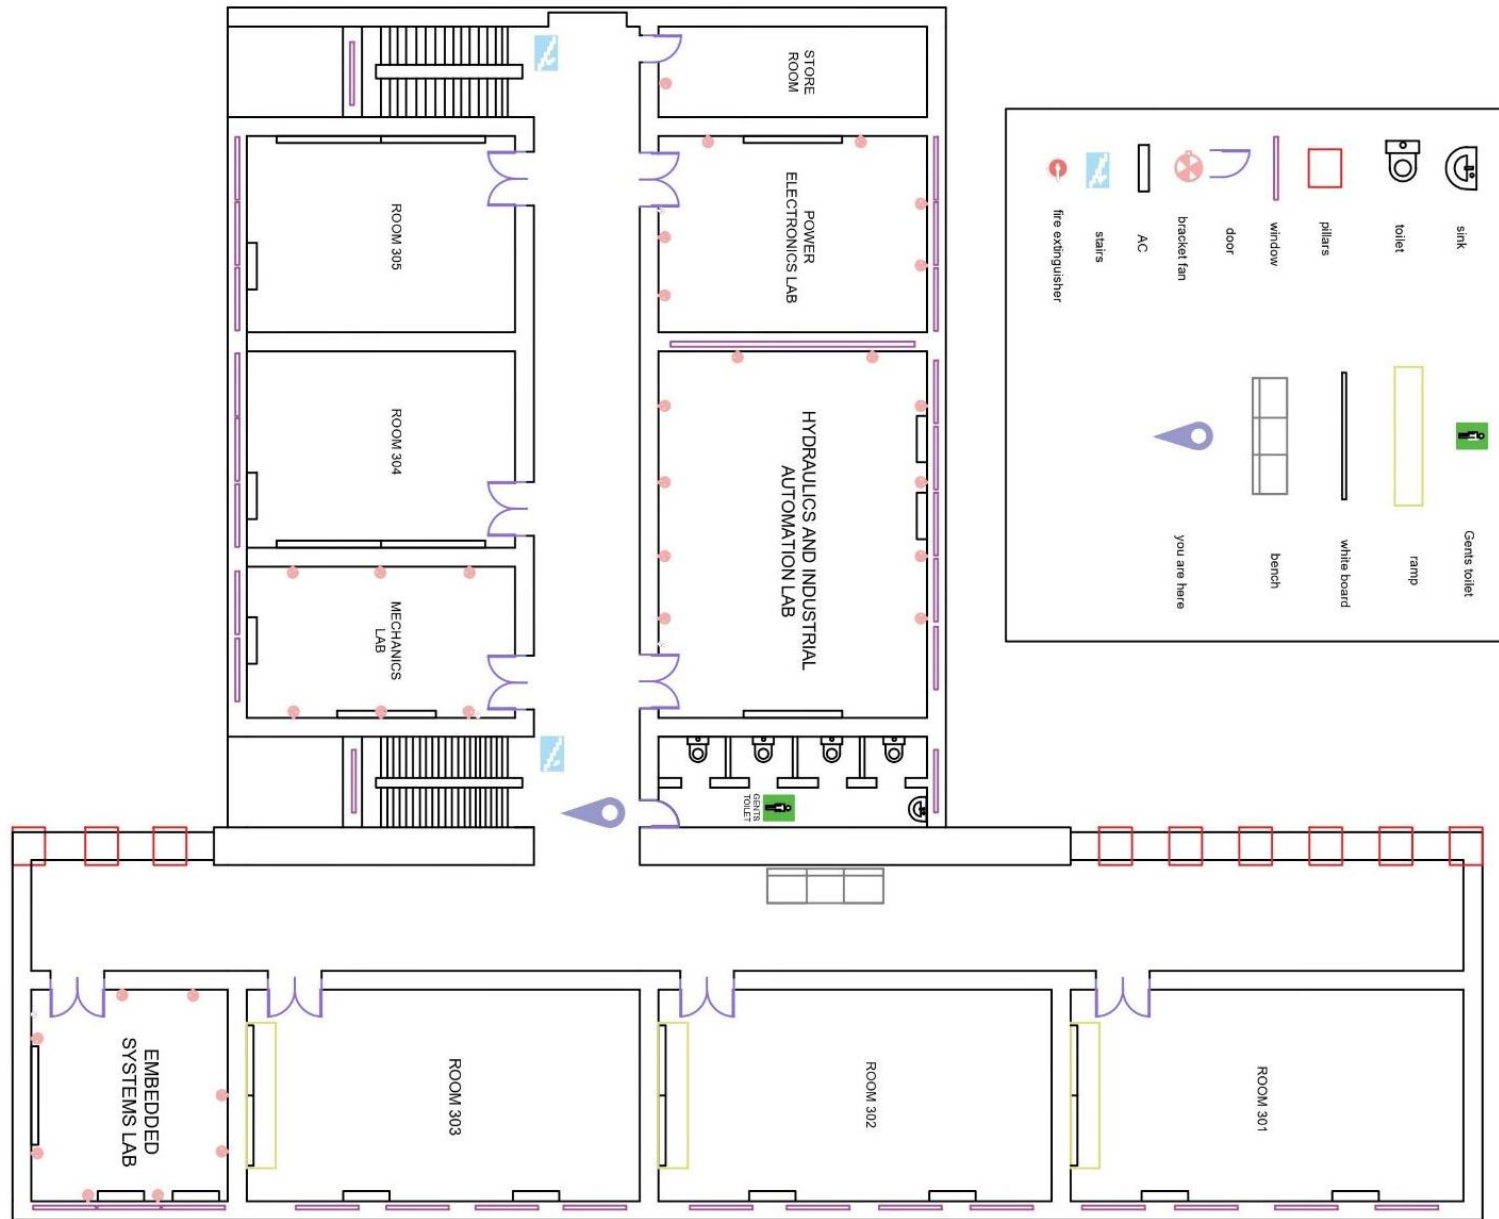 STORE
ROOM
POWER
ELECTRONICS LAB
ROOM 305
ROOM 304
HYDRAULICS AND INDUSTRIAL
AUTOMATION LAB
MECHANICS
LAB
GENTS
TOILET
EMBEDDED
SYSTEMS LAB
ROOM 303
ROOM 302
ROOM 301
sink
toilet
pillars
window
door
bracket fan
AC
stairs
fire extinguisher
Gents toilet
ramp
white board
bench
you are here